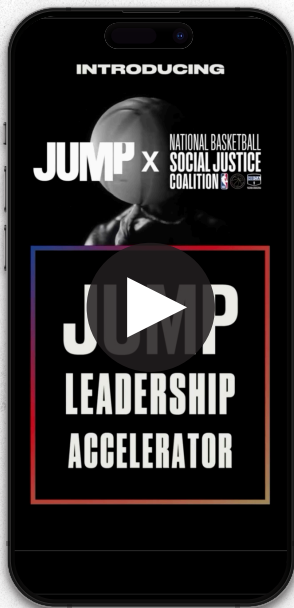 INTRODUCING
JUMP X NATIONAL BASKETBALL
SOCIAL JUSTICE
COALITION
JUMP
LEADERSHIP
ACCELERATOR